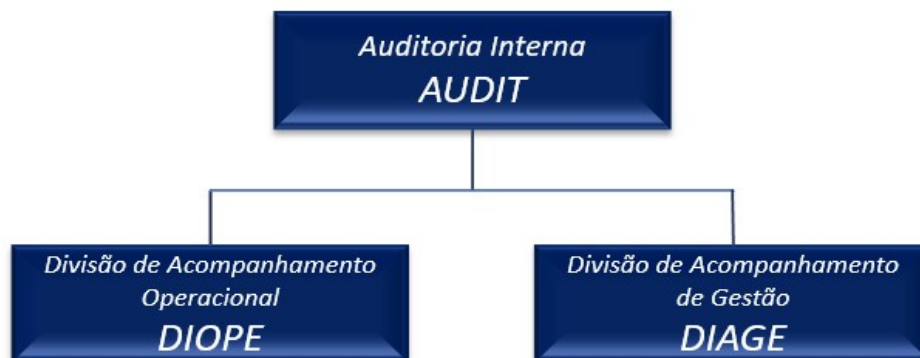 Auditoria Interna
AUDIT
Divisão de Acompanhamento
Operacional
DIOPE
Divisão de Acompanhamento
de Gestão
DIAGE